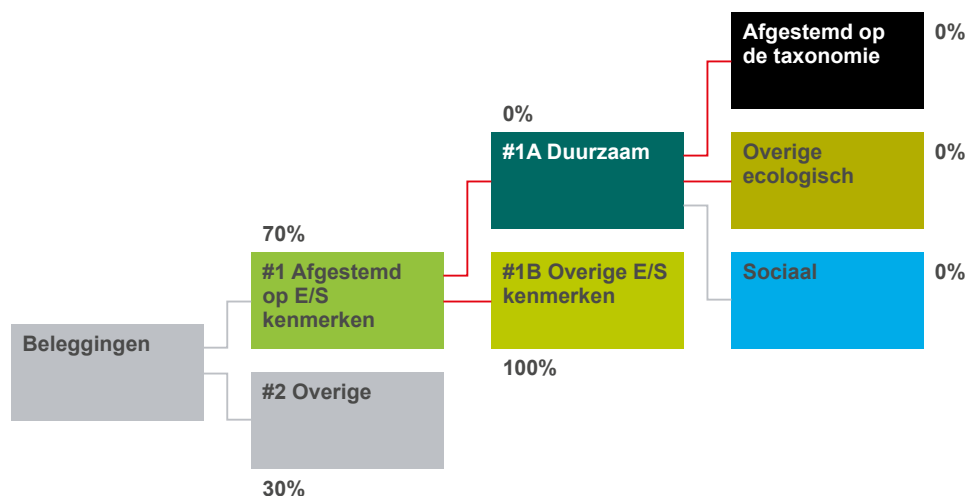 Afgestemd op
de taxonomie
0%
0%
#1A Duurzaam
Overige
ecologisch
0%
70%
#1 Afgestemd
op E/S
kenmerken
#1B Overige E/S
kenmerken
100%
Sociaal
0%
Beleggingen
#2 Overige
30%